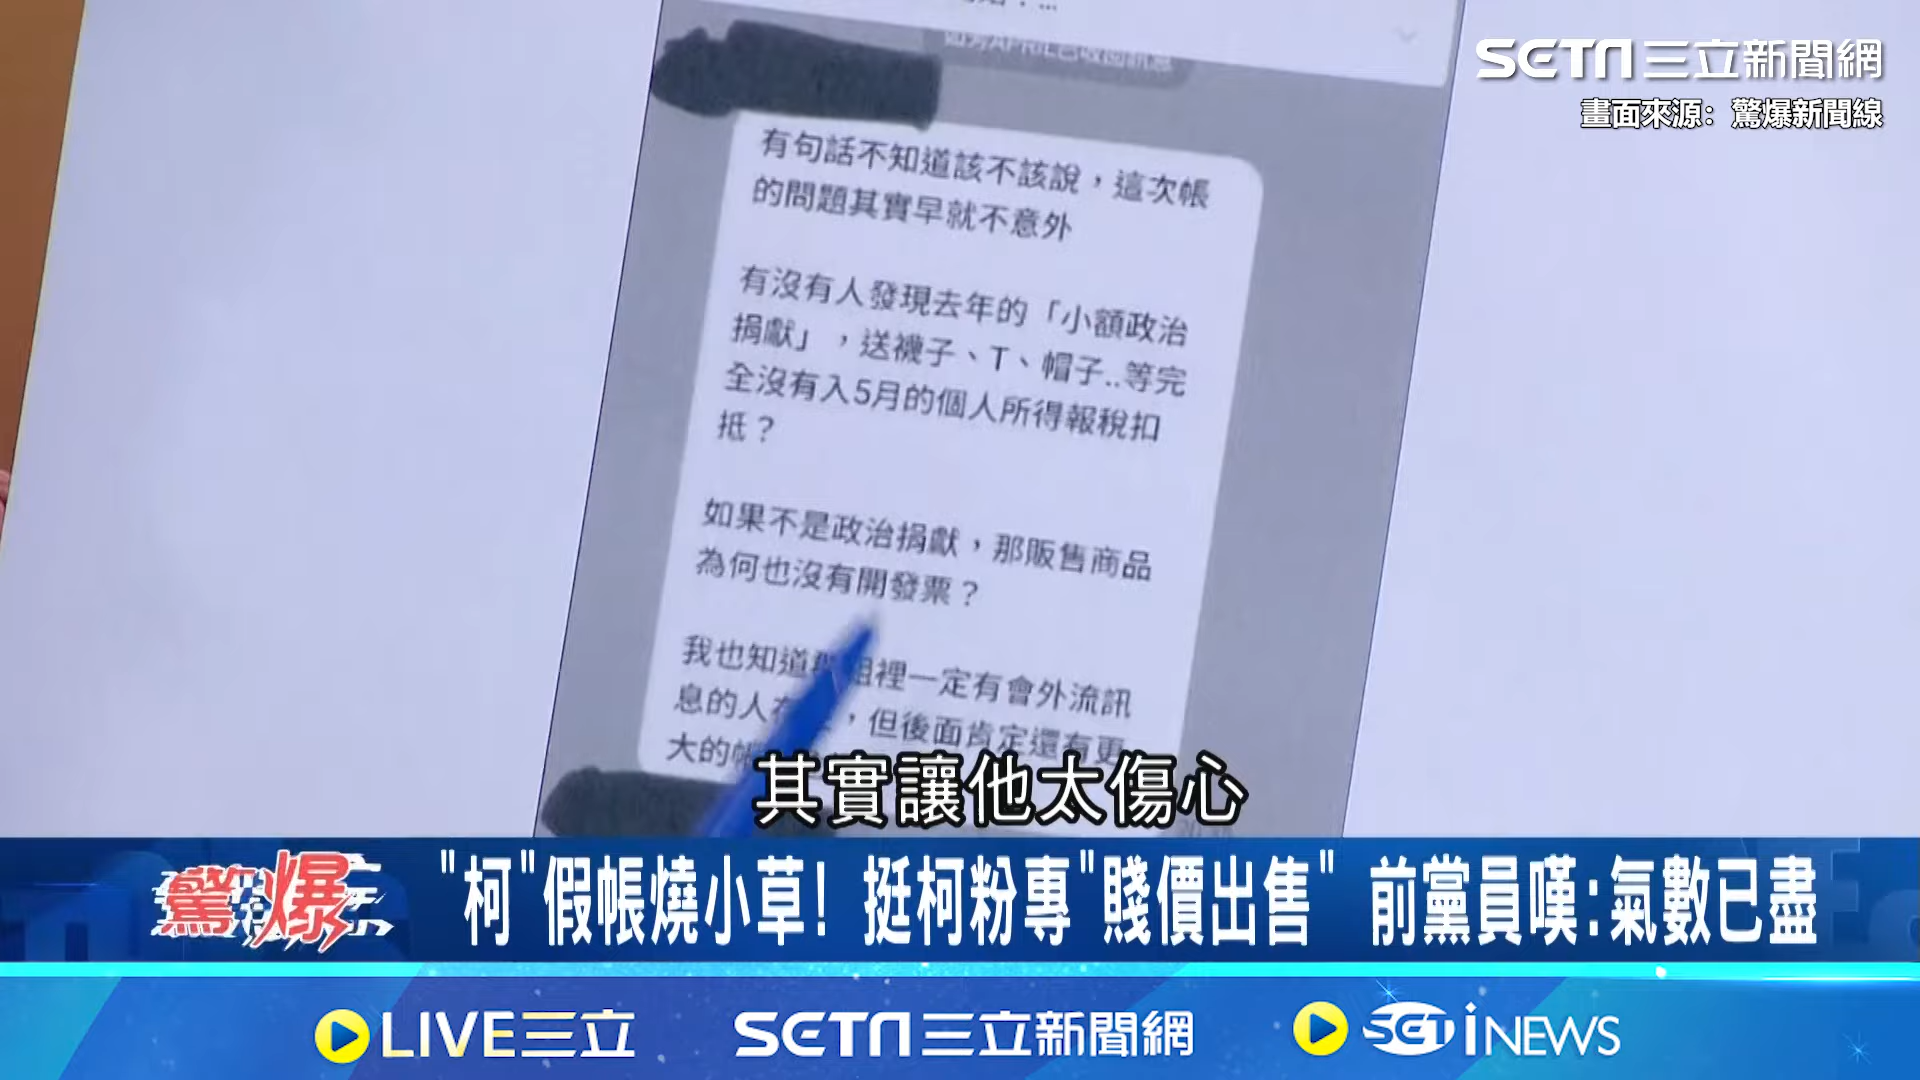 SETN三立新聞網
畫面來源：驚爆新聞線
有句話不知道該不該說，這次帳
的問題其實早就不意外
有沒有人發現去年的「小額政治
捐獻」，送襪子、T、帽子..等完
全沒有入5月的個人所得報稅扣
抵？
如果不是政治捐獻，那販售商品
為何也沒有開發票？
我也知道 組裡一定有會外流訊
息的人在 ，但後面肯定還有更
大的帳
其實讓他太傷心
驚爆新聞線
"柯"假帳燒小草! 挺柯粉專"賤價出售" 前黨員嘆:氣數已盡
LIVE三立
SETN三立新聞網
SET iNEWS